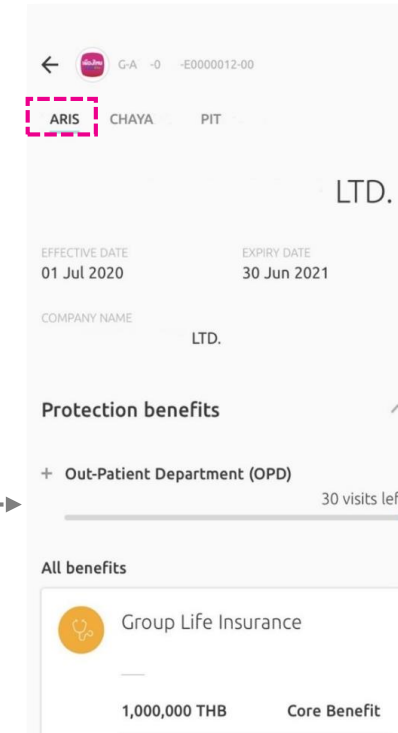 G-A -0 -E0000012-00
ARIS CHAYA PIT
LTD.
EFFECTIVE DATE EXPIRY DATE
01 Jul 2020 30 Jun 2021
COMPANY NAME
LTD.
Protection benefits
+ Out-Patient Department (OPD)
30 visits lef
All benefits
Group Life Insurance
1,000,000 THB Core Benefit